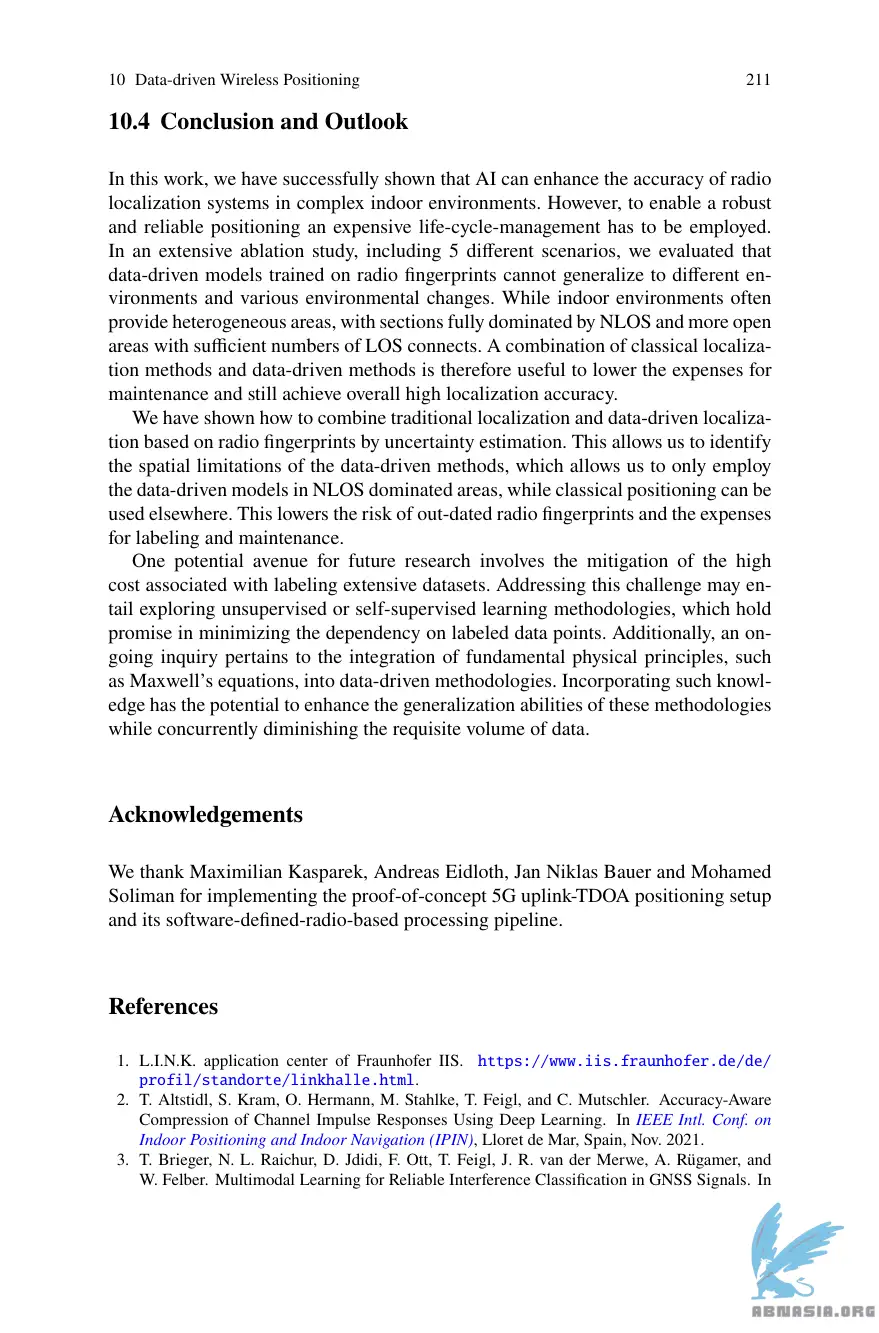 10 Data-driven Wireless Positioning 211
10.4 Conclusion and Outlook
In this work, we have successfully shown that AI can enhance the accuracy of radio
localization systems in complex indoor environments. However, to enable a robust
and reliable positioning an expensive life-cycle-management has to be employed.
In an extensive ablation study, including 5 different scenarios, we evaluated that
data-driven models trained on radio fingerprints cannot generalize to different en-
vironments and various environmental changes. While indoor environments often
provide heterogeneous areas, with sections fully dominated by NLOS and more open
areas with sufficient numbers of LOS connects. A combination of classical localiza-
tion methods and data-driven methods is therefore useful to lower the expenses for
maintenance and still achieve overall high localization accuracy.
We have shown how to combine traditional localization and data-driven localiza-
tion based on radio fingerprints by uncertainty estimation. This allows us to identify
the spatial limitations of the data-driven methods, which allows us to only employ
the data-driven models in NLOS dominated areas, while classical positioning can be
used elsewhere. This lowers the risk of out-dated radio fingerprints and the expenses
for labeling and maintenance.
One potential avenue for future research involves the mitigation of the high
cost associated with labeling extensive datasets. Addressing this challenge may en-
tail exploring unsupervised or self-supervised learning methodologies, which hold
promise in minimizing the dependency on labeled data points. Additionally, an on-
going inquiry pertains to the integration of fundamental physical principles, such
as Maxwell's equations, into data-driven methodologies. Incorporating such knowl-
edge has the potential to enhance the generalization abilities of these methodologies
while concurrently diminishing the requisite volume of data.
Acknowledgements
We thank Maximilian Kasparek, Andreas Eidloth, Jan Niklas Bauer and Mohamed
Soliman for implementing the proof-of-concept 5G uplink-TDOA positioning setup
and its software-defined-radio-based processing pipeline.
References
1. L.I.N.K. application center of Fraunhofer IIS. https://www.iis.fraunhofer.de/de/
profil/standorte/linkhalle.html.
2. T. Altstidl, S. Kram, O. Hermann, M. Stahlke, T. Feigl, and C. Mutschler. Accuracy-Aware
Compression of Channel Impulse Responses Using Deep Learning. In IEEE Intl. Conf. on
Indoor Positioning and Indoor Navigation (IPIN), Lloret de Mar, Spain, Nov. 2021.
3. T. Brieger, N. L. Raichur, D. Jdidi, F. Ott, T. Feigl, J. R. van der Merwe, A. Rügamer, and
W. Felber. Multimodal Learning for Reliable Interference Classification in GNSS Signals. In
ABNASIA.ORG